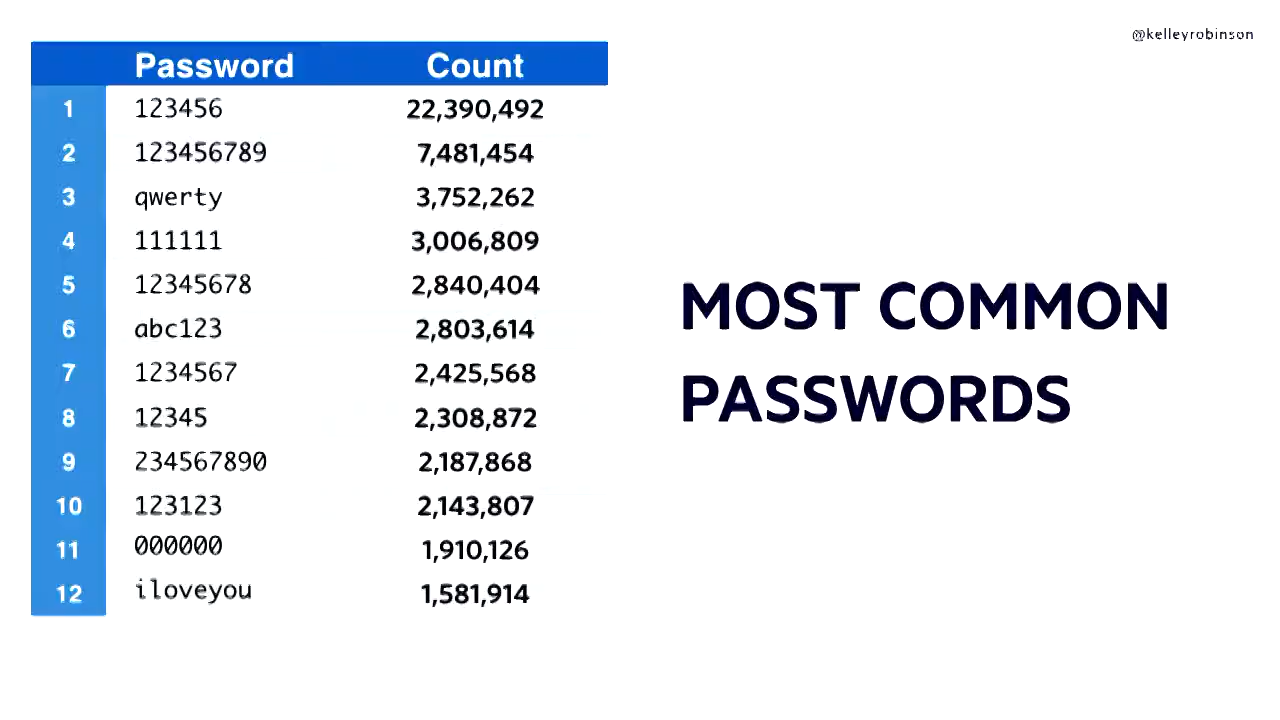 @kelleyrobinson
Password Count
1 123456 22,390,492
2 123456789 7,481,454
3 qwerty 3,752,262
4 111111 3,006,809
5 12345678 2,840,404
6 abc123 2,803,614
7 1234567 2,425,568
8 12345 2,308,872
9 234567890 2,187,868
10 123123 2,143,807
11 000000 1,910,126
12 iloveyou 1,581,914
MOST COMMON
PASSWORDS